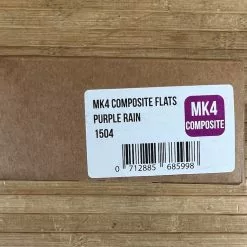 MK4 COMPOSITE FLATS
PURPLE RAIN
1504
MK4
COMPOSITE
0 712885 685998